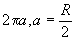 2πa, a = R/2